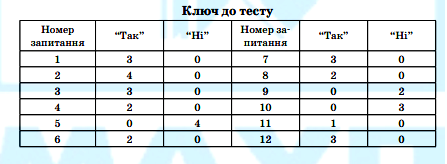 Ключ до тесту
Номер запитання “Так” “Ні” Номер за-питання “Так” “Ні”
1 3 0 7 3 0
2 4 0 8 2 0
3 3 0 9 0 2
4 2 0 10 0 3
5 0 4 11 1 0
6 2 0 12 3 0